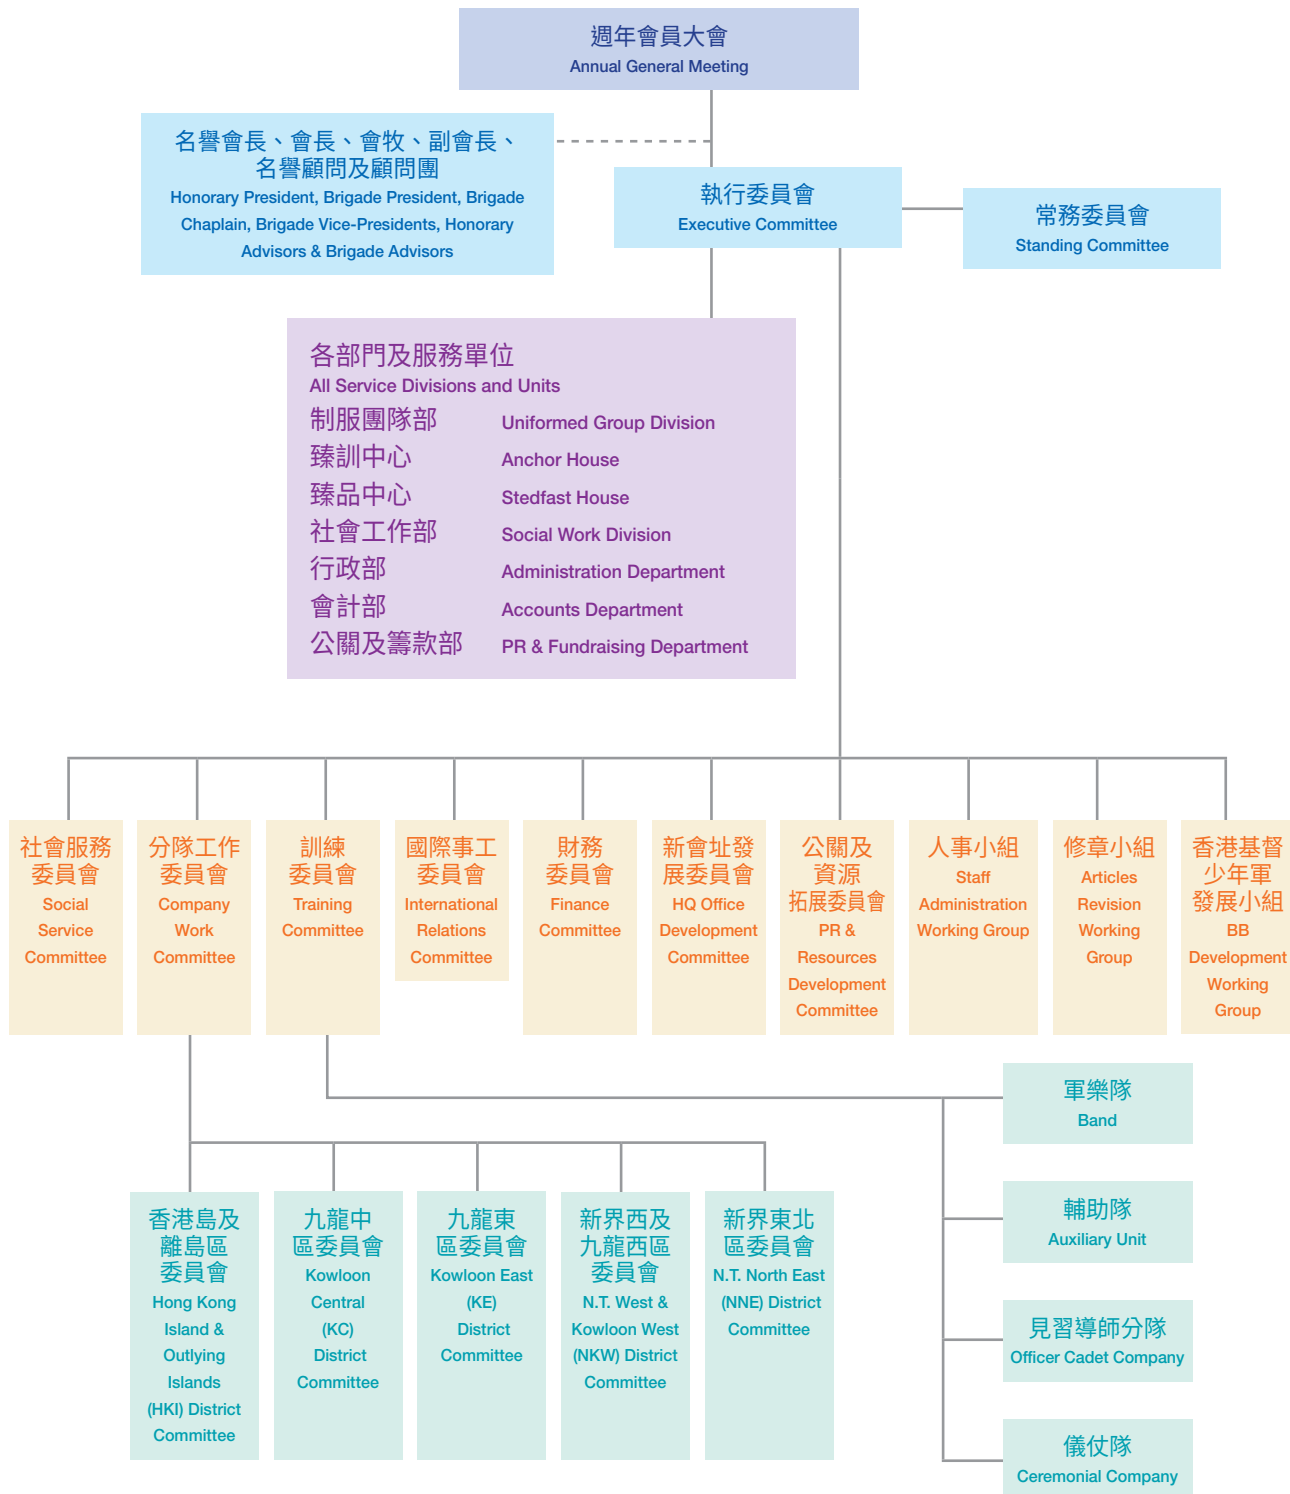 週年會員大會
Annual General Meeting
名譽會長、會長、會牧、副會長、
名譽顧問及顧問團
Honorary President, Brigade President, Brigade
Chaplain, Brigade Vice-Presidents, Honorary
Advisors & Brigade Advisors
執行委員會
Executive Committee
常務委員會
Standing Committee
各部門及服務單位
All Service Divisions and Units
制服團隊部 Uniformed Group Division
臻訓中心 Anchor House
臻品中心 Stedfast House
社會工作部 Social Work Division
行政部 Administration Department
會計部 Accounts Department
公關及籌款部 PR & Fundraising Department
社會服務
委員會
Social
Service
Committee
分隊工作
委員會
Company
Work
Committee
訓練
委員會
Training
Committee
國際事工
委員會
International
Relations
Committee
財務
委員會
Finance
Committee
新會址發
展委員會
HQ Office
Development
Committee
公關及
資源
拓展委員會
PR &
Resources
Development
Committee
人事小組
Staff
Administration
Working Group
修章小組
Articles
Revision
Working
Group
香港基督
少年軍
發展小組
BB
Development
Working
Group
軍樂隊
Band
輔助隊
Auxiliary Unit
見習導師分隊
Officer Cadet Company
儀仗隊
Ceremonial Company
香港島及
離島區
委員會
Hong Kong
Island &
Outlying
Islands
(HKI) District
Committee
九龍中
區委員會
Kowloon
Central
(KC)
District
Committee
九龍東
區委員會
Kowloon East
(KE)
District
Committee
新界西及
九龍西區
委員會
N.T. West &
Kowloon West
(NKW) District
Committee
新界東北
區委員會
N.T. North East
(NNE) District
Committee